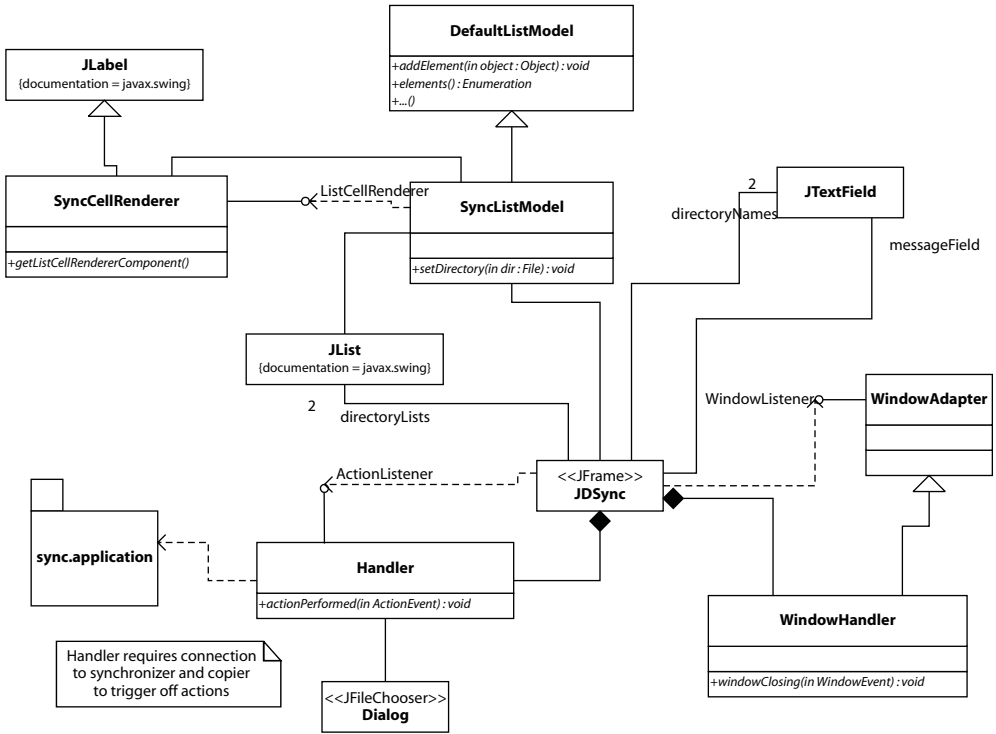 DefaultListModel
+addElement(in object : Object) : void
+elements() : Enumeration
+...()
JLabel
{documentation = javax.swing}
SyncCellRenderer
+getListCellRendererComponent()
ListCellRenderer
SyncListModel
+setDirectory(in dir : File) : void
2
directoryNames
JTextField
messageField
JList
{documentation = javax.swing}
2
directoryLists
WindowListener
WindowAdapter
ActionListener
<<JFrame>>
JDSync
sync.application
Handler
+actionPerformed(in ActionEvent) : void
WindowHandler
+windowClosing(in WindowEvent) : void
Handler requires connection
to synchronizer and copier
to trigger off actions
<<JFileChooser>>
Dialog